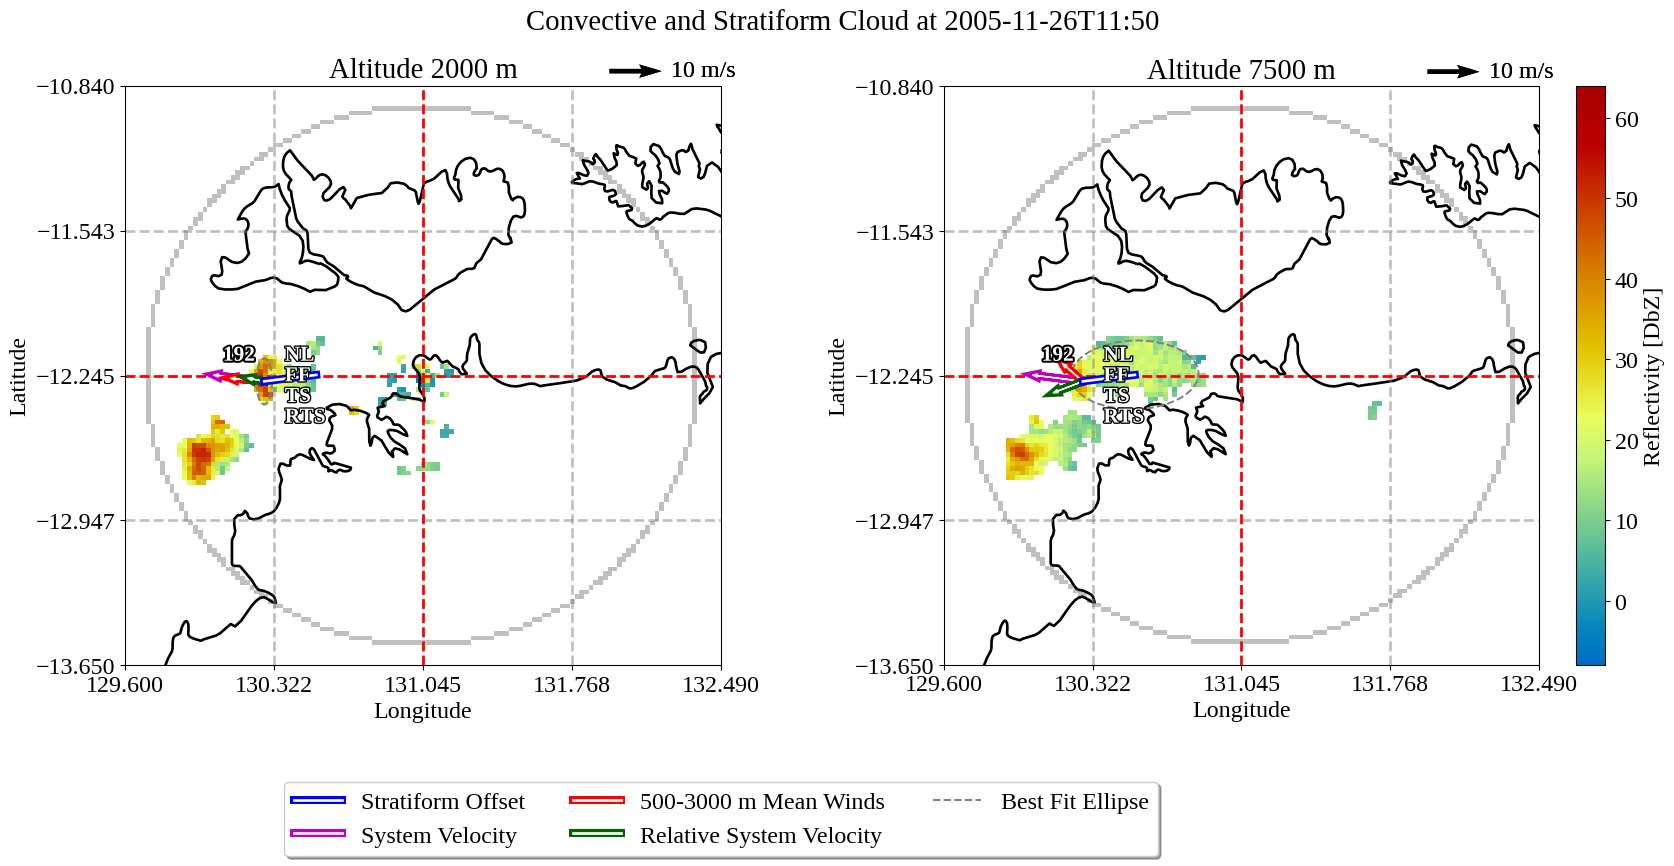 Convective and Stratiform Cloud at 2005-11-26T11:50
Altitude 2000 m
10 m/s
Altitude 7500 m
10 m/s
−10.840
−11.543
−12.245
−12.947
−13.650
Latitude
129.600
130.322
131.045
131.768
132.490
Longitude
192
NL
FF
TS
RTS
−10.840
−11.543
−12.245
−12.947
−13.650
Latitude
129.600
130.322
131.045
131.768
132.490
Longitude
192
NL
FF
TS
RTS
60
50
40
30
20
10
0
Reflectivity [DbZ]
Stratiform Offset
500-3000 m Mean Winds
Best Fit Ellipse
System Velocity
Relative System Velocity